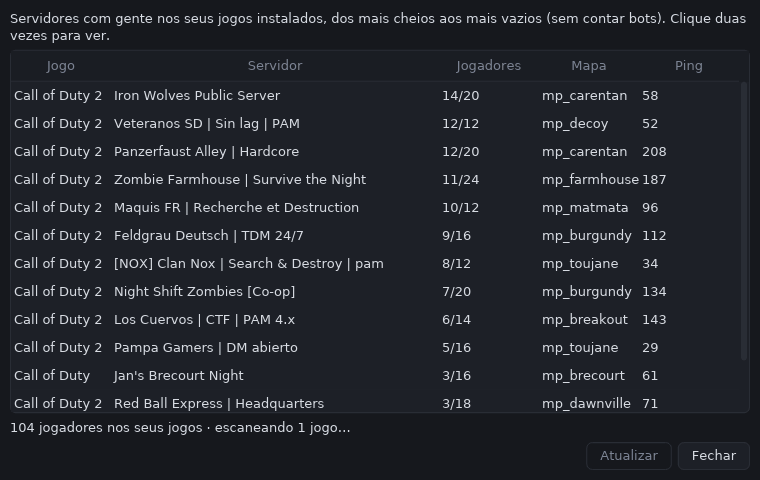 Servidores com gente nos seus jogos instalados, dos mais cheios aos mais vazios (sem contar bots). Clique duas
vezes para ver.
Jogo Servidor Jogadores Mapa Ping
Call of Duty 2 Iron Wolves Public Server 14/20 mp_carentan 58
Call of Duty 2 Veteranos SD | Sin lag | PAM 12/12 mp_decoy 52
Call of Duty 2 Panzerfaust Alley | Hardcore 12/20 mp_carentan 208
Call of Duty 2 Zombie Farmhouse | Survive the Night 11/24 mp_farmhouse 187
Call of Duty 2 Maquis FR | Recherche et Destruction 10/12 mp_matmata 96
Call of Duty 2 Feldgrau Deutsch | TDM 24/7 9/16 mp_burgundy 112
Call of Duty 2 [NOX] Clan Nox | Search & Destroy | pam 8/12 mp_toujane 34
Call of Duty 2 Night Shift Zombies [Co-op] 7/20 mp_burgundy 134
Call of Duty 2 Los Cuervos | CTF | PAM 4.x 6/14 mp_breakout 143
Call of Duty 2 Pampa Gamers | DM abierto 5/16 mp_toujane 29
Call of Duty Jan's Brecourt Night 3/16 mp_brecourt 61
Call of Duty 2 Red Ball Express | Headquarters 3/18 mp_dawnville 71
104 jogadores nos seus jogos · escaneando 1 jogo…
Atualizar Fechar